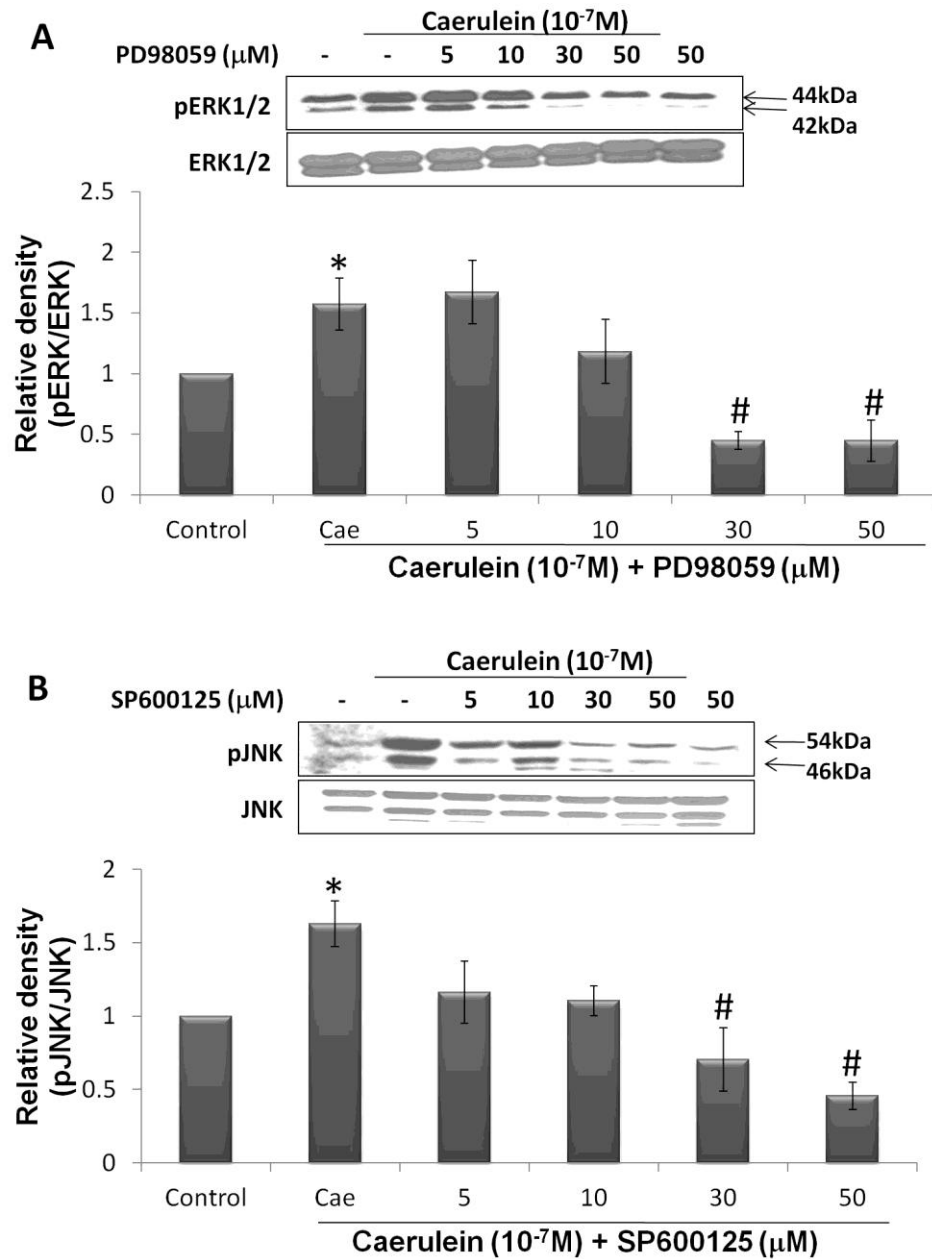 A
Caerulein (10⁻⁷M)
PD98059 (μM) - - 5 10 30 50 50
pERK1/2
44kDa
42kDa
ERK1/2
Relative density
(pERK/ERK)
2.5
2
1.5
1
0.5
0
*
#
#
Control Cae 5 10 30 50
Caerulein (10⁻⁷M) + PD98059 (μM)
B
Caerulein (10⁻⁷M)
SP600125 (μM) - - 5 10 30 50 50
pJNK
54kDa
46kDa
JNK
Relative density
(pJNK/JNK)
2
1.5
1
0.5
0
*
#
#
Control Cae 5 10 30 50
Caerulein (10⁻⁷M) + SP600125 (μM)